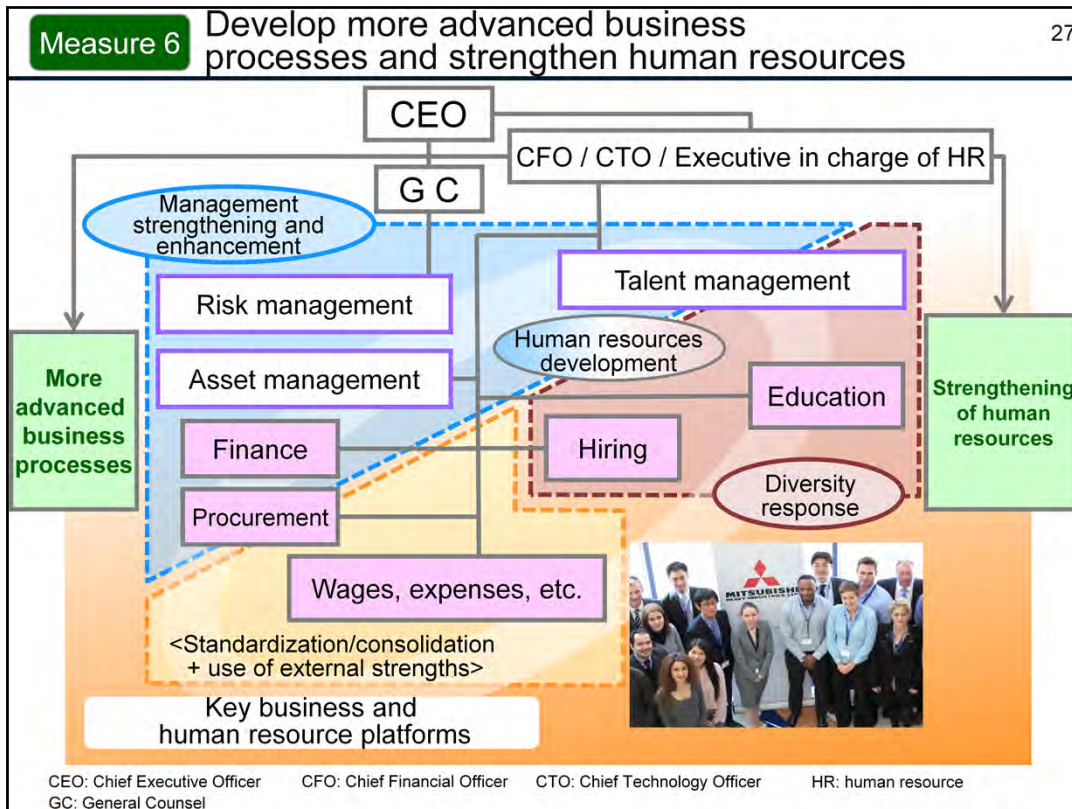 Measure 6
Develop more advanced business
processes and strengthen human resources
27
CEO
CFO / CTO / Executive in charge of HR
G C
Management
strengthening and
enhancement
Risk management
Talent management
Human resources
development
Asset management
More
advanced
business
processes
Education
Strengthening
of human
resources
Finance
Hiring
Diversity
response
Procurement
Wages, expenses, etc.
MITSUBISHI
<Standardization/consolidation
+ use of external strengths>
Key business and
human resource platforms
CEO: Chief Executive Officer
CFO: Chief Financial Officer
CTO: Chief Technology Officer
HR: human resource
GC: General Counsel